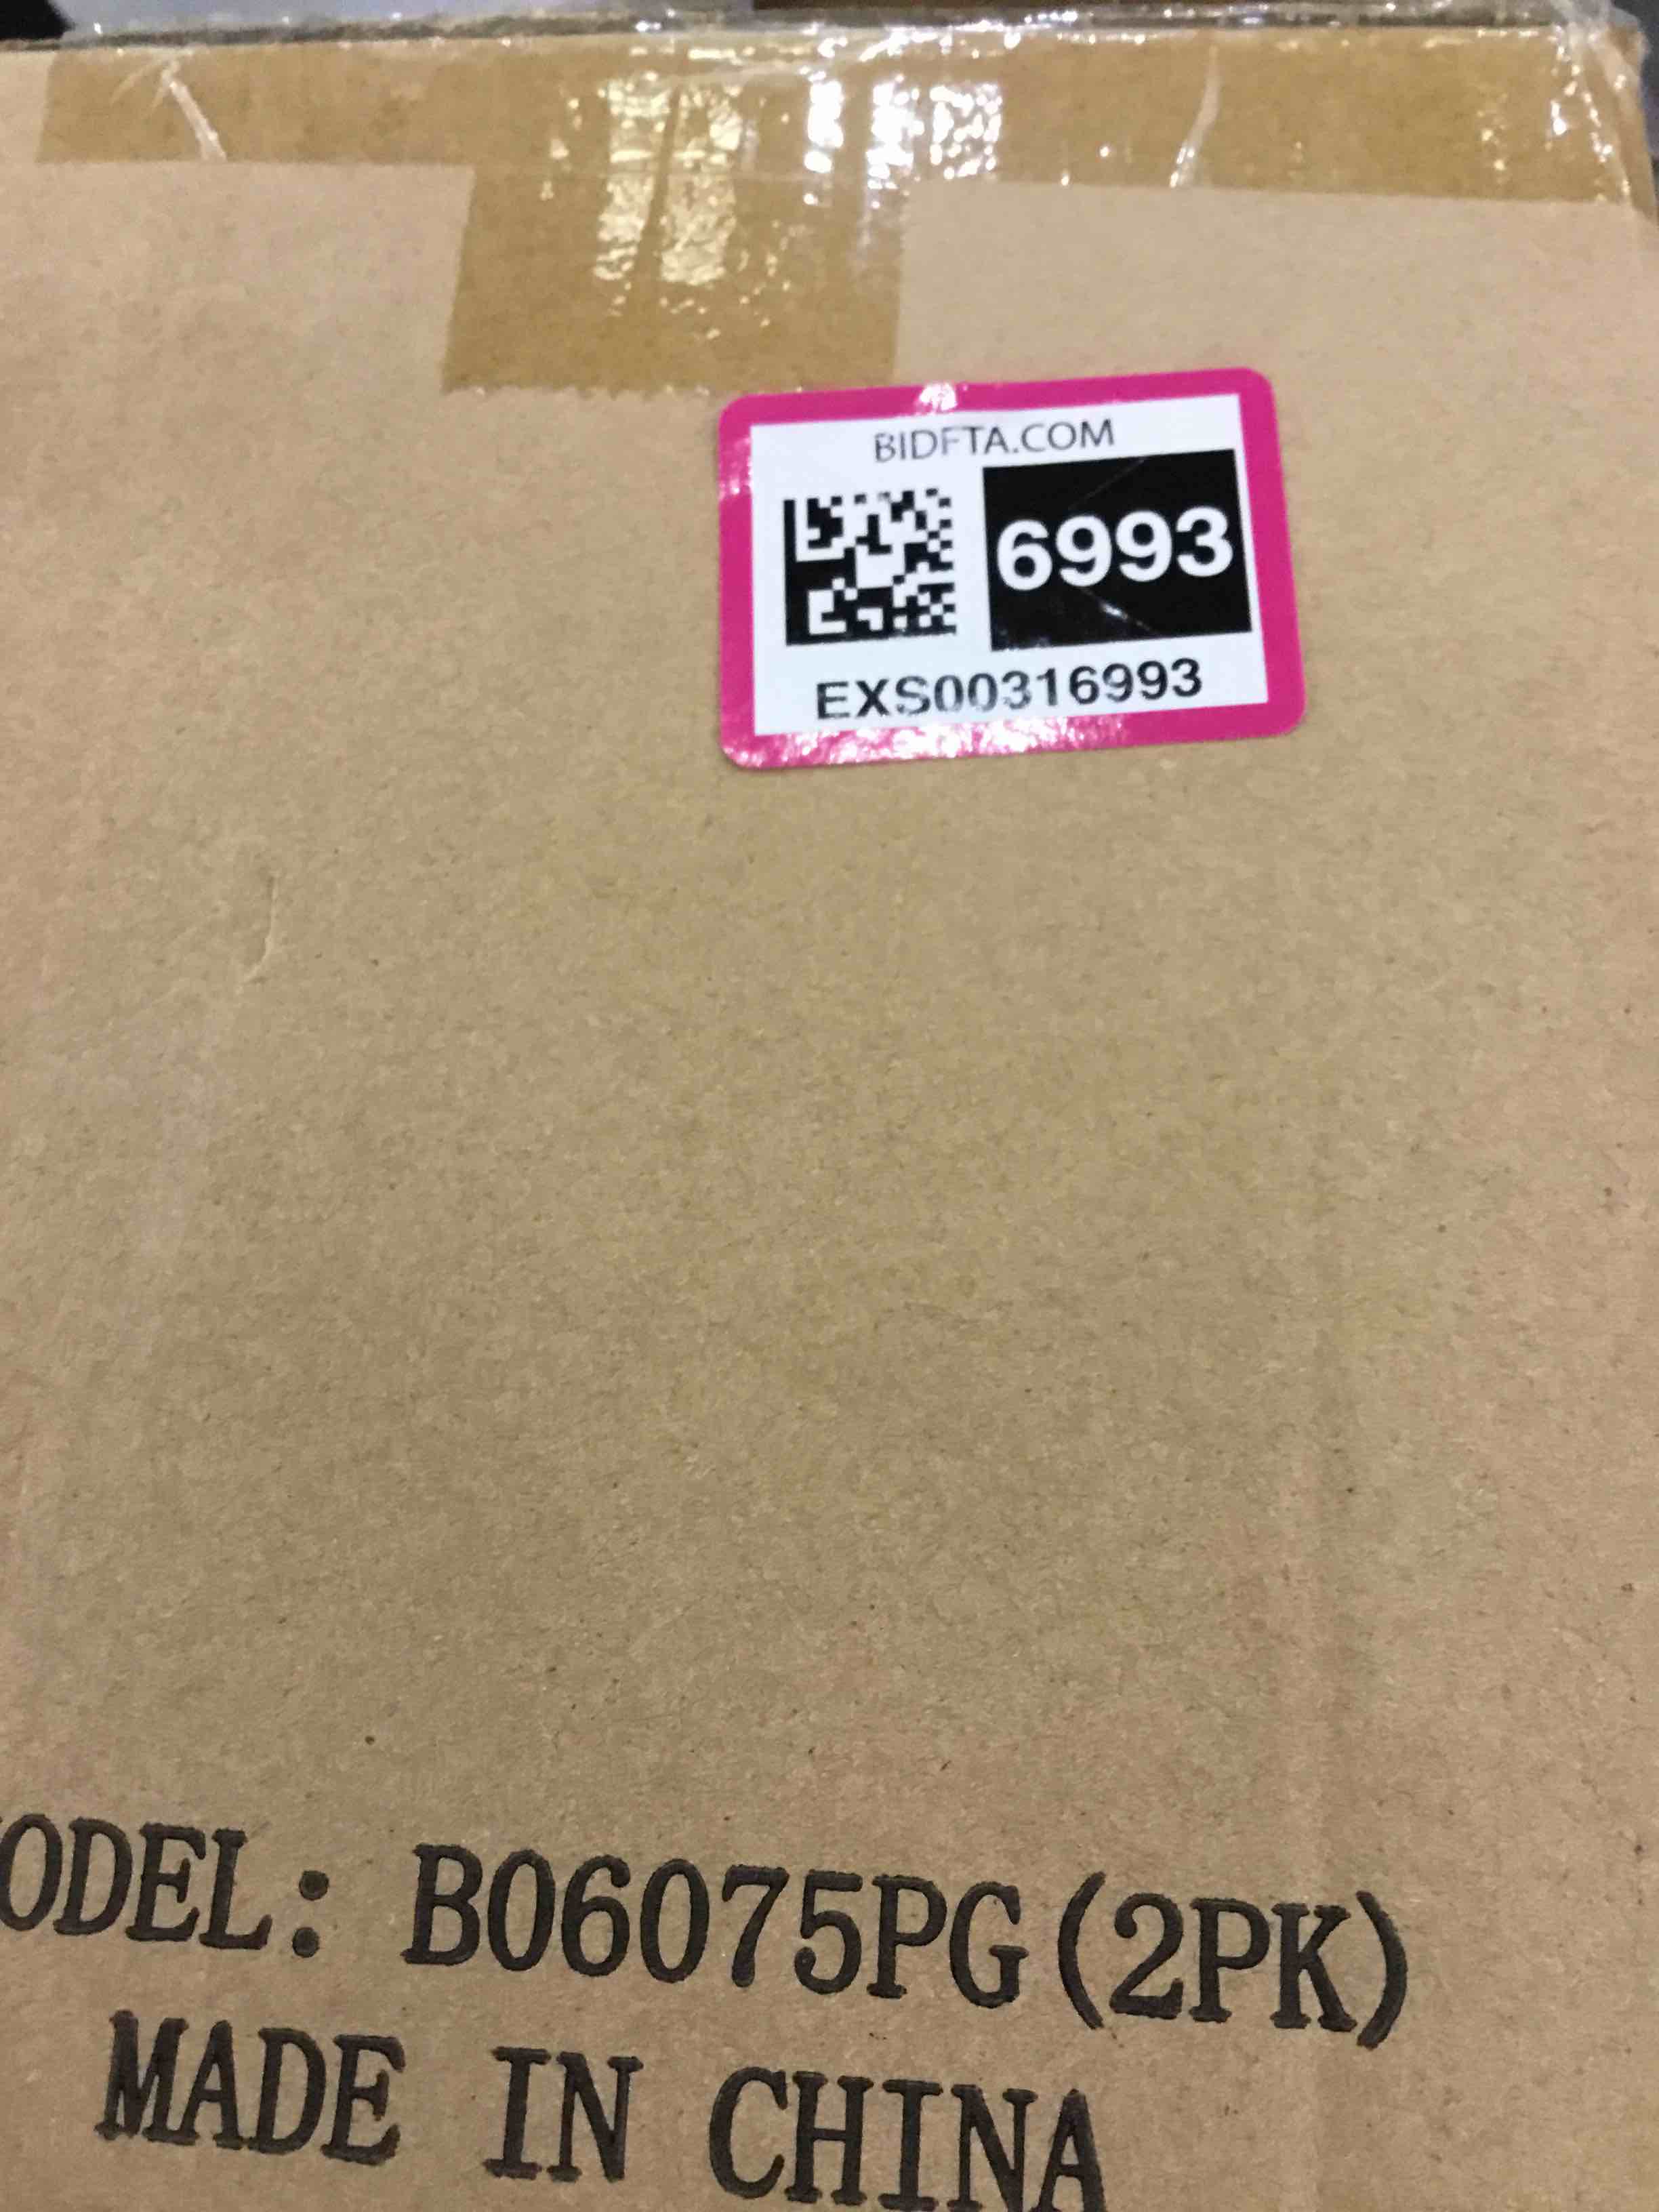 BIDFTA.COM
6993
EXS00316993
ODEL: B06075PG(2PK)
MADE IN CHINA